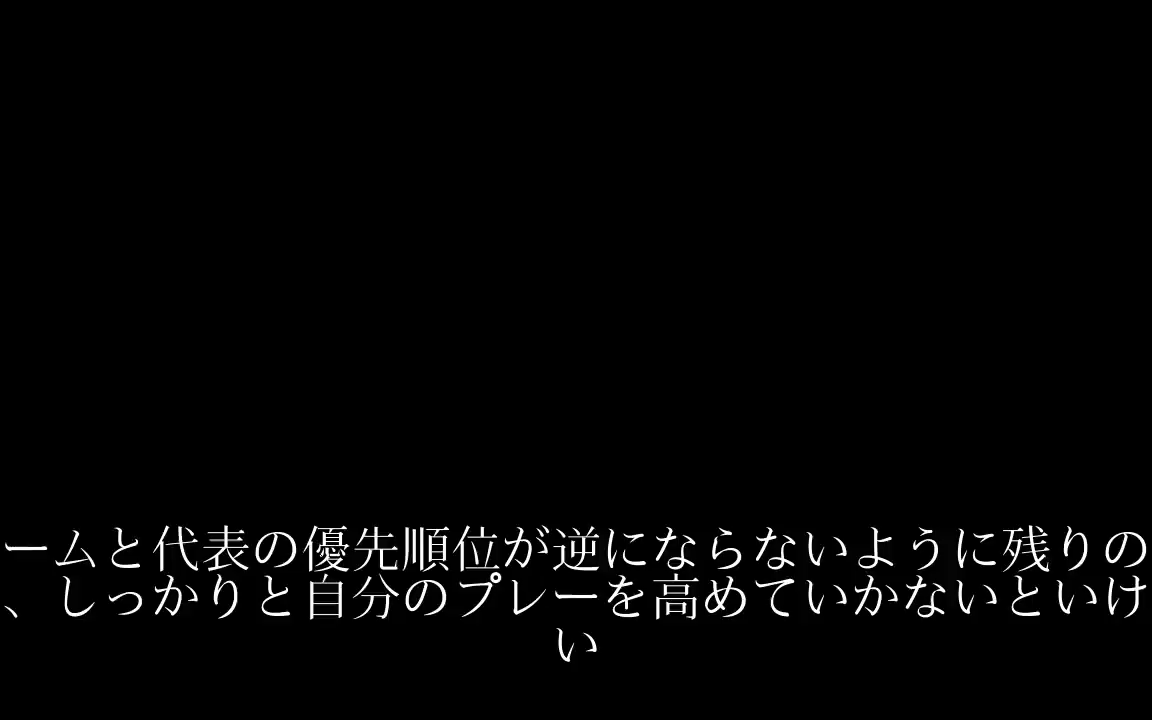 ームと代表の優先順位が逆にならないように残りの
、しっかりと自分のプレーを高めていかないといけ
い